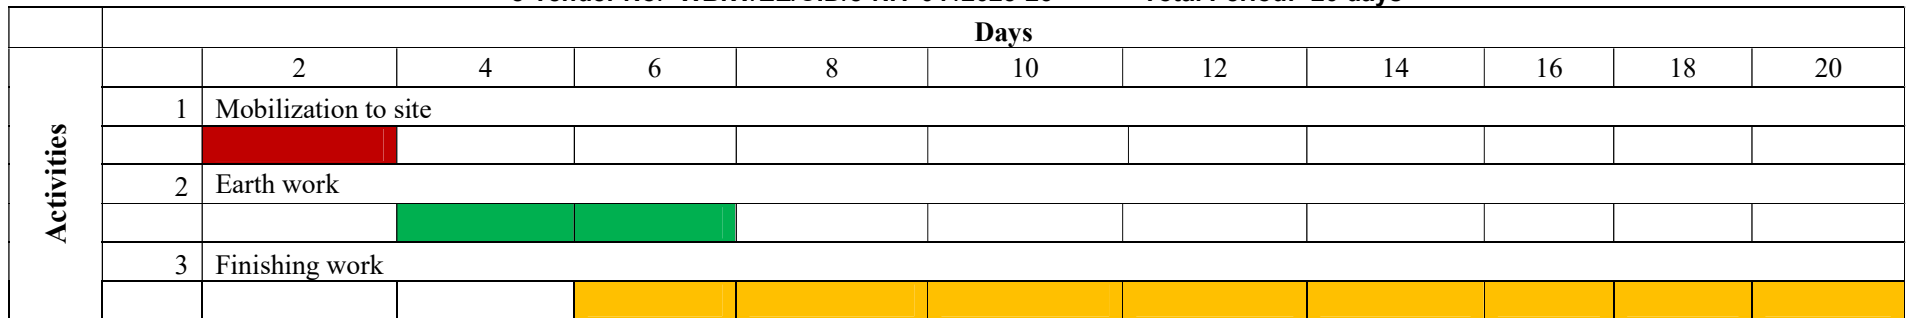 Days
2 4 6 8 10 12 14 16 18 20
Activities
1 Mobilization to site
2 Earth work
3 Finishing work